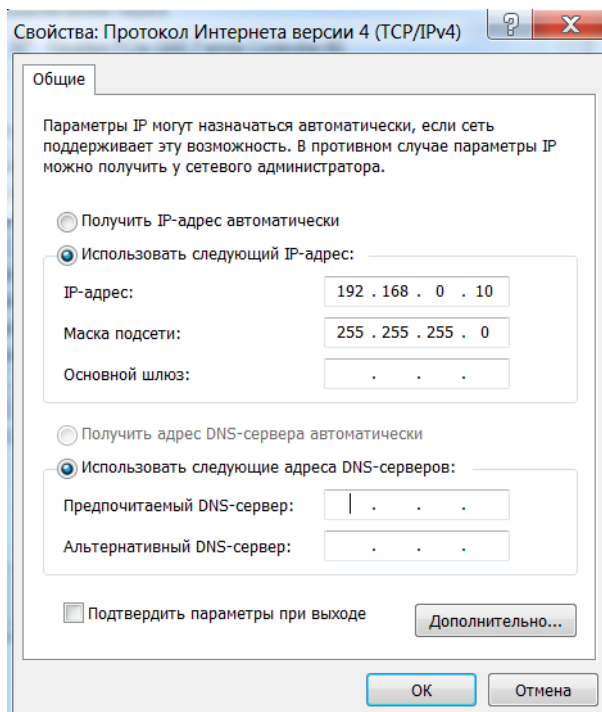 Свойства: Протокол Интернета версии 4 (TCP/IPv4)
Общие
Параметры IP могут назначаться автоматически, если сеть
поддерживает эту возможность. В противном случае параметры IP
можно получить у сетевого администратора.
Получить IP-адрес автоматически
Использовать следующий IP-адрес:
IP-адрес: 192 . 168 . 0 . 10
Маска подсети: 255 . 255 . 255 . 0
Основной шлюз: . . .
Получить адрес DNS-сервера автоматически
Использовать следующие адреса DNS-серверов:
Предпочитаемый DNS-сервер: . . .
Альтернативный DNS-сервер: . . .
Подтвердить параметры при выходе
Дополнительно...
ОК
Отмена